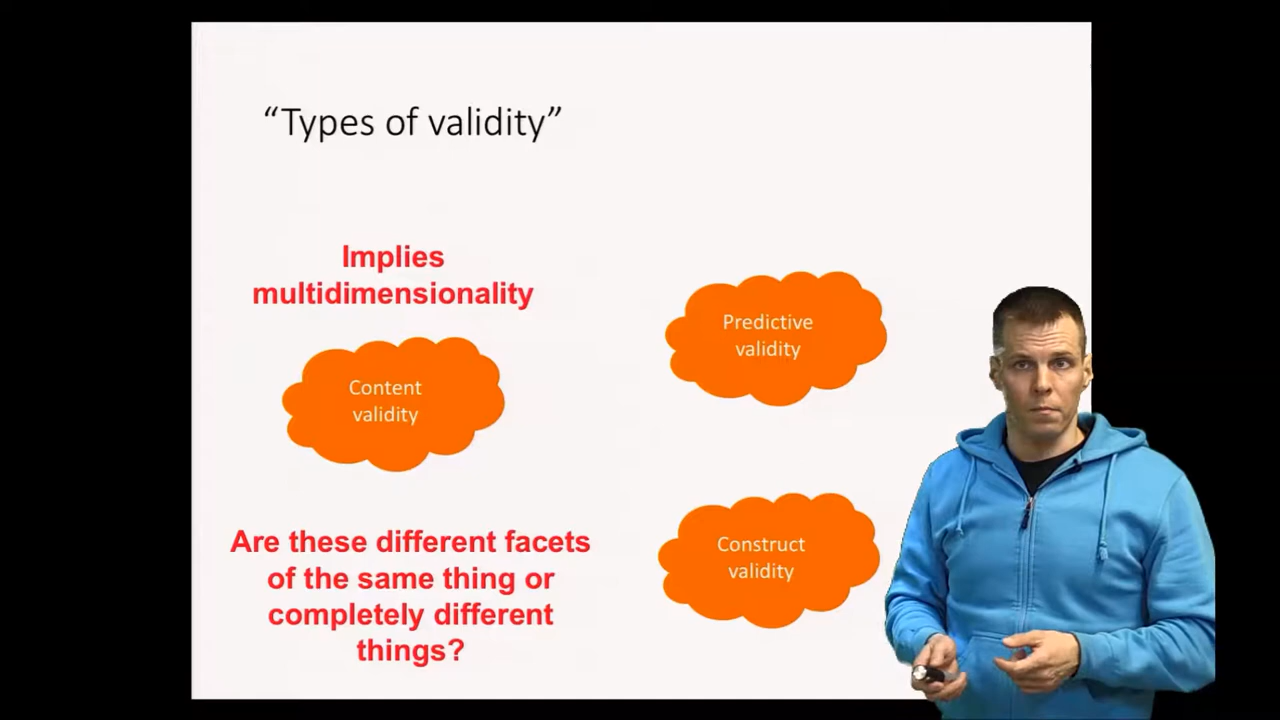 “Types of validity”
Implies
multidimensionality
Predictive
validity
Content
validity
Are these different facets
of the same thing or
completely different
things?
Construct
validity